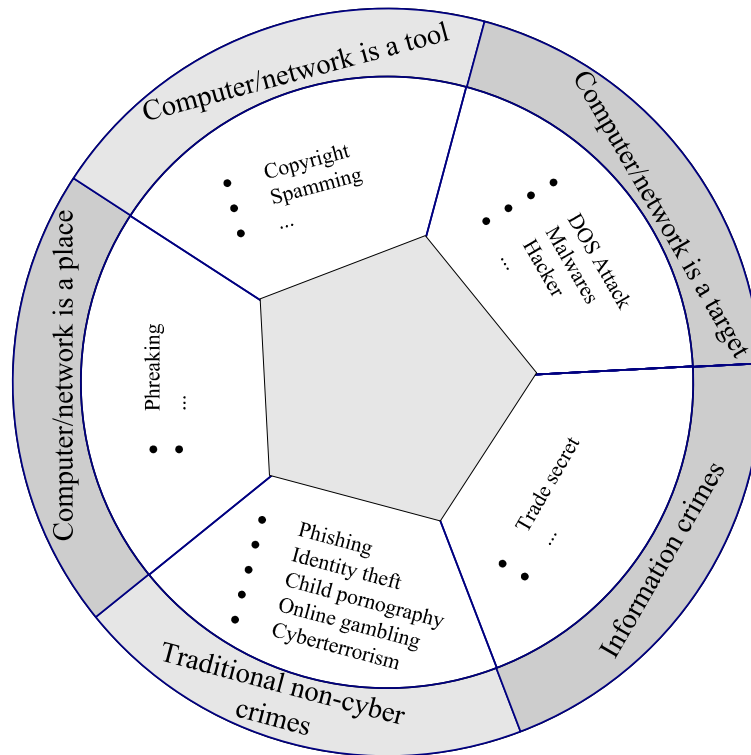 Computer/network is a tool
• Copyright
• Spamming
• ...
Computer/network is a target
• DOS Attack
• Malwares
• Hacker
• ...
Information crimes
• Trade secret
• ...
Traditional non-cyber
crimes
• Phishing
• Identity theft
• Child pornography
• Online gambling
• Cyberterrorism
Computer/network is a place
• Phreaking
• ...